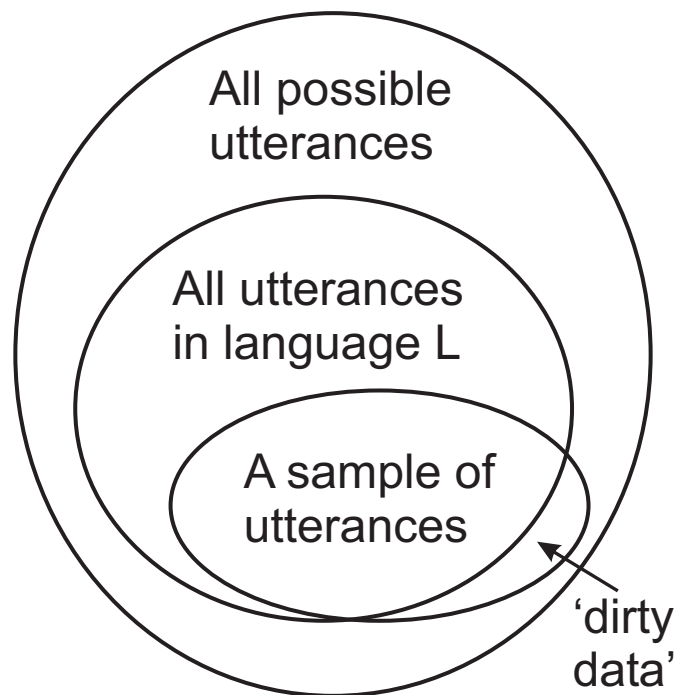 All possible
utterances
All utterances
in language L
A sample of
utterances
‘dirty
data’